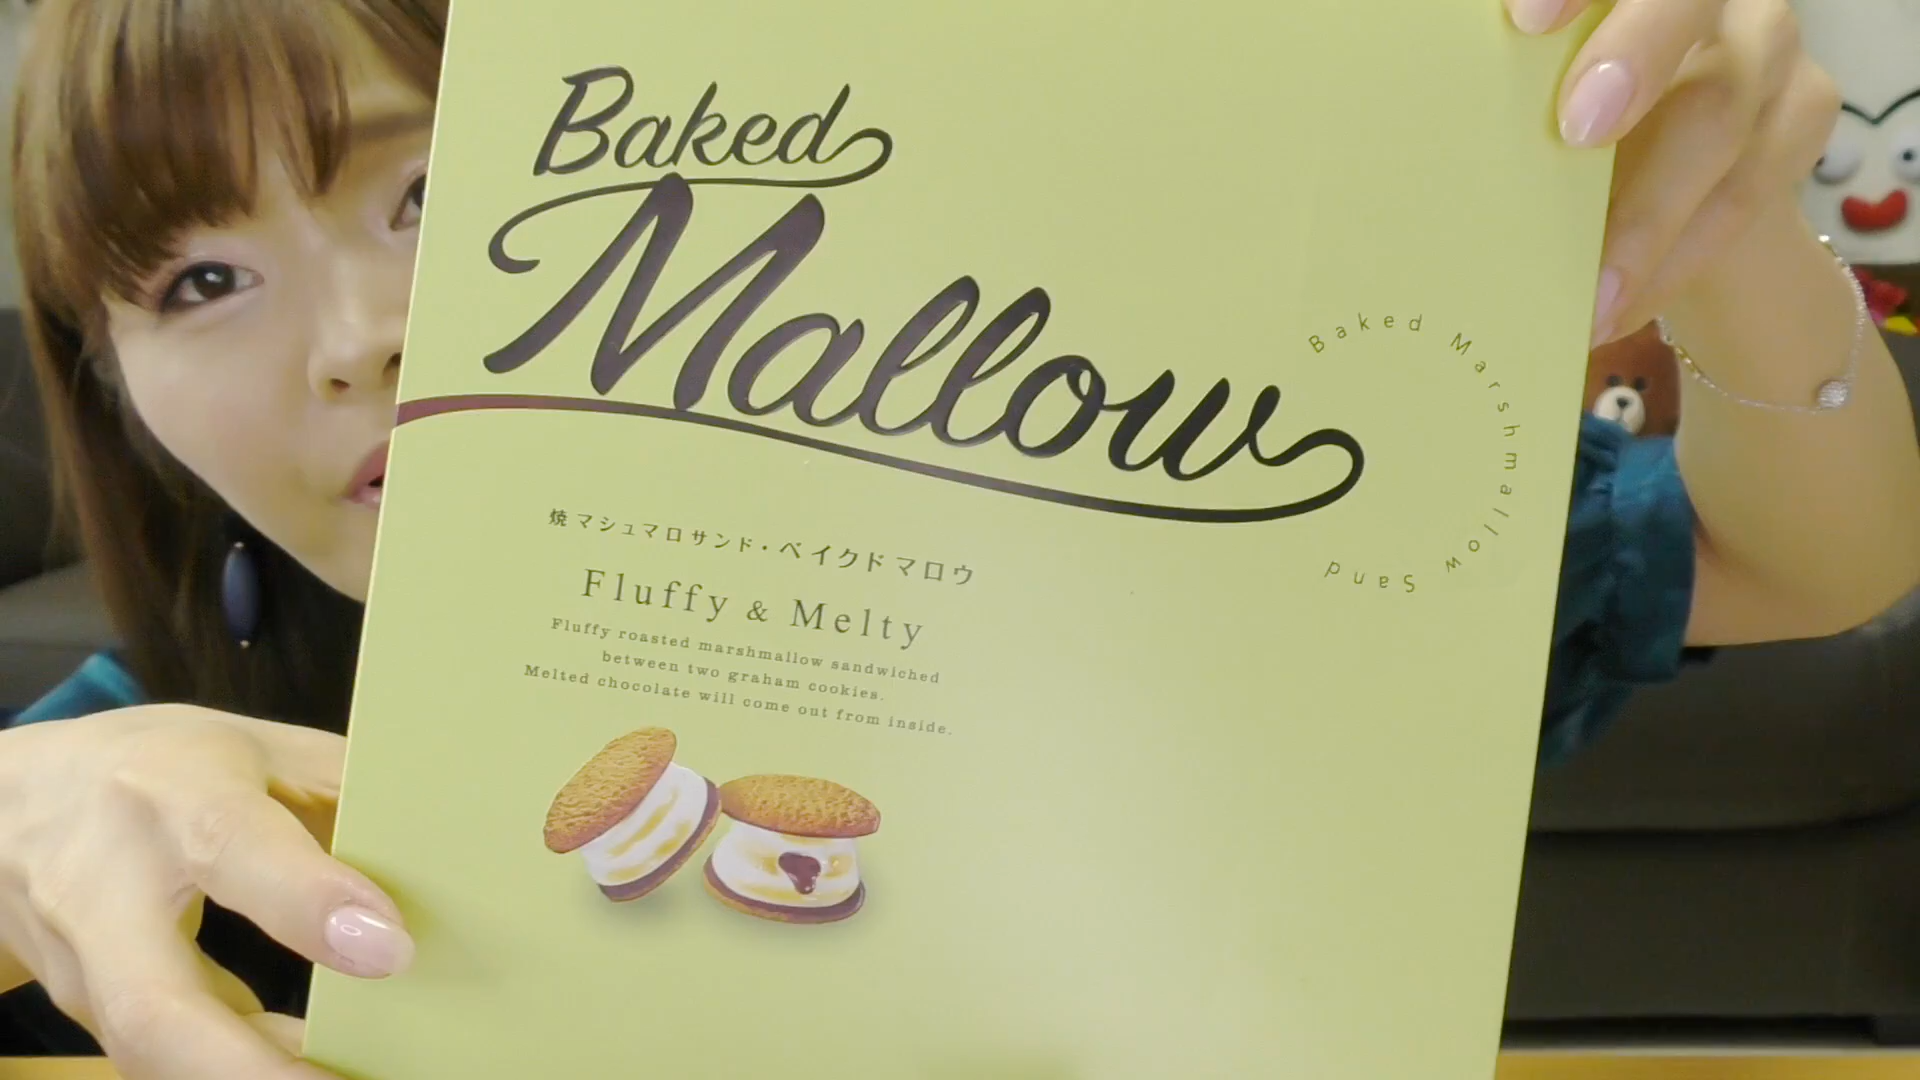 Baked
Mallow
Baked Marshmallow Sand
焼マシュマロサンド・ベイクドマロウ
Fluffy & Melty
Fluffy roasted marshmallow sandwiched
between two graham cookies.
Melted chocolate will come out from inside.